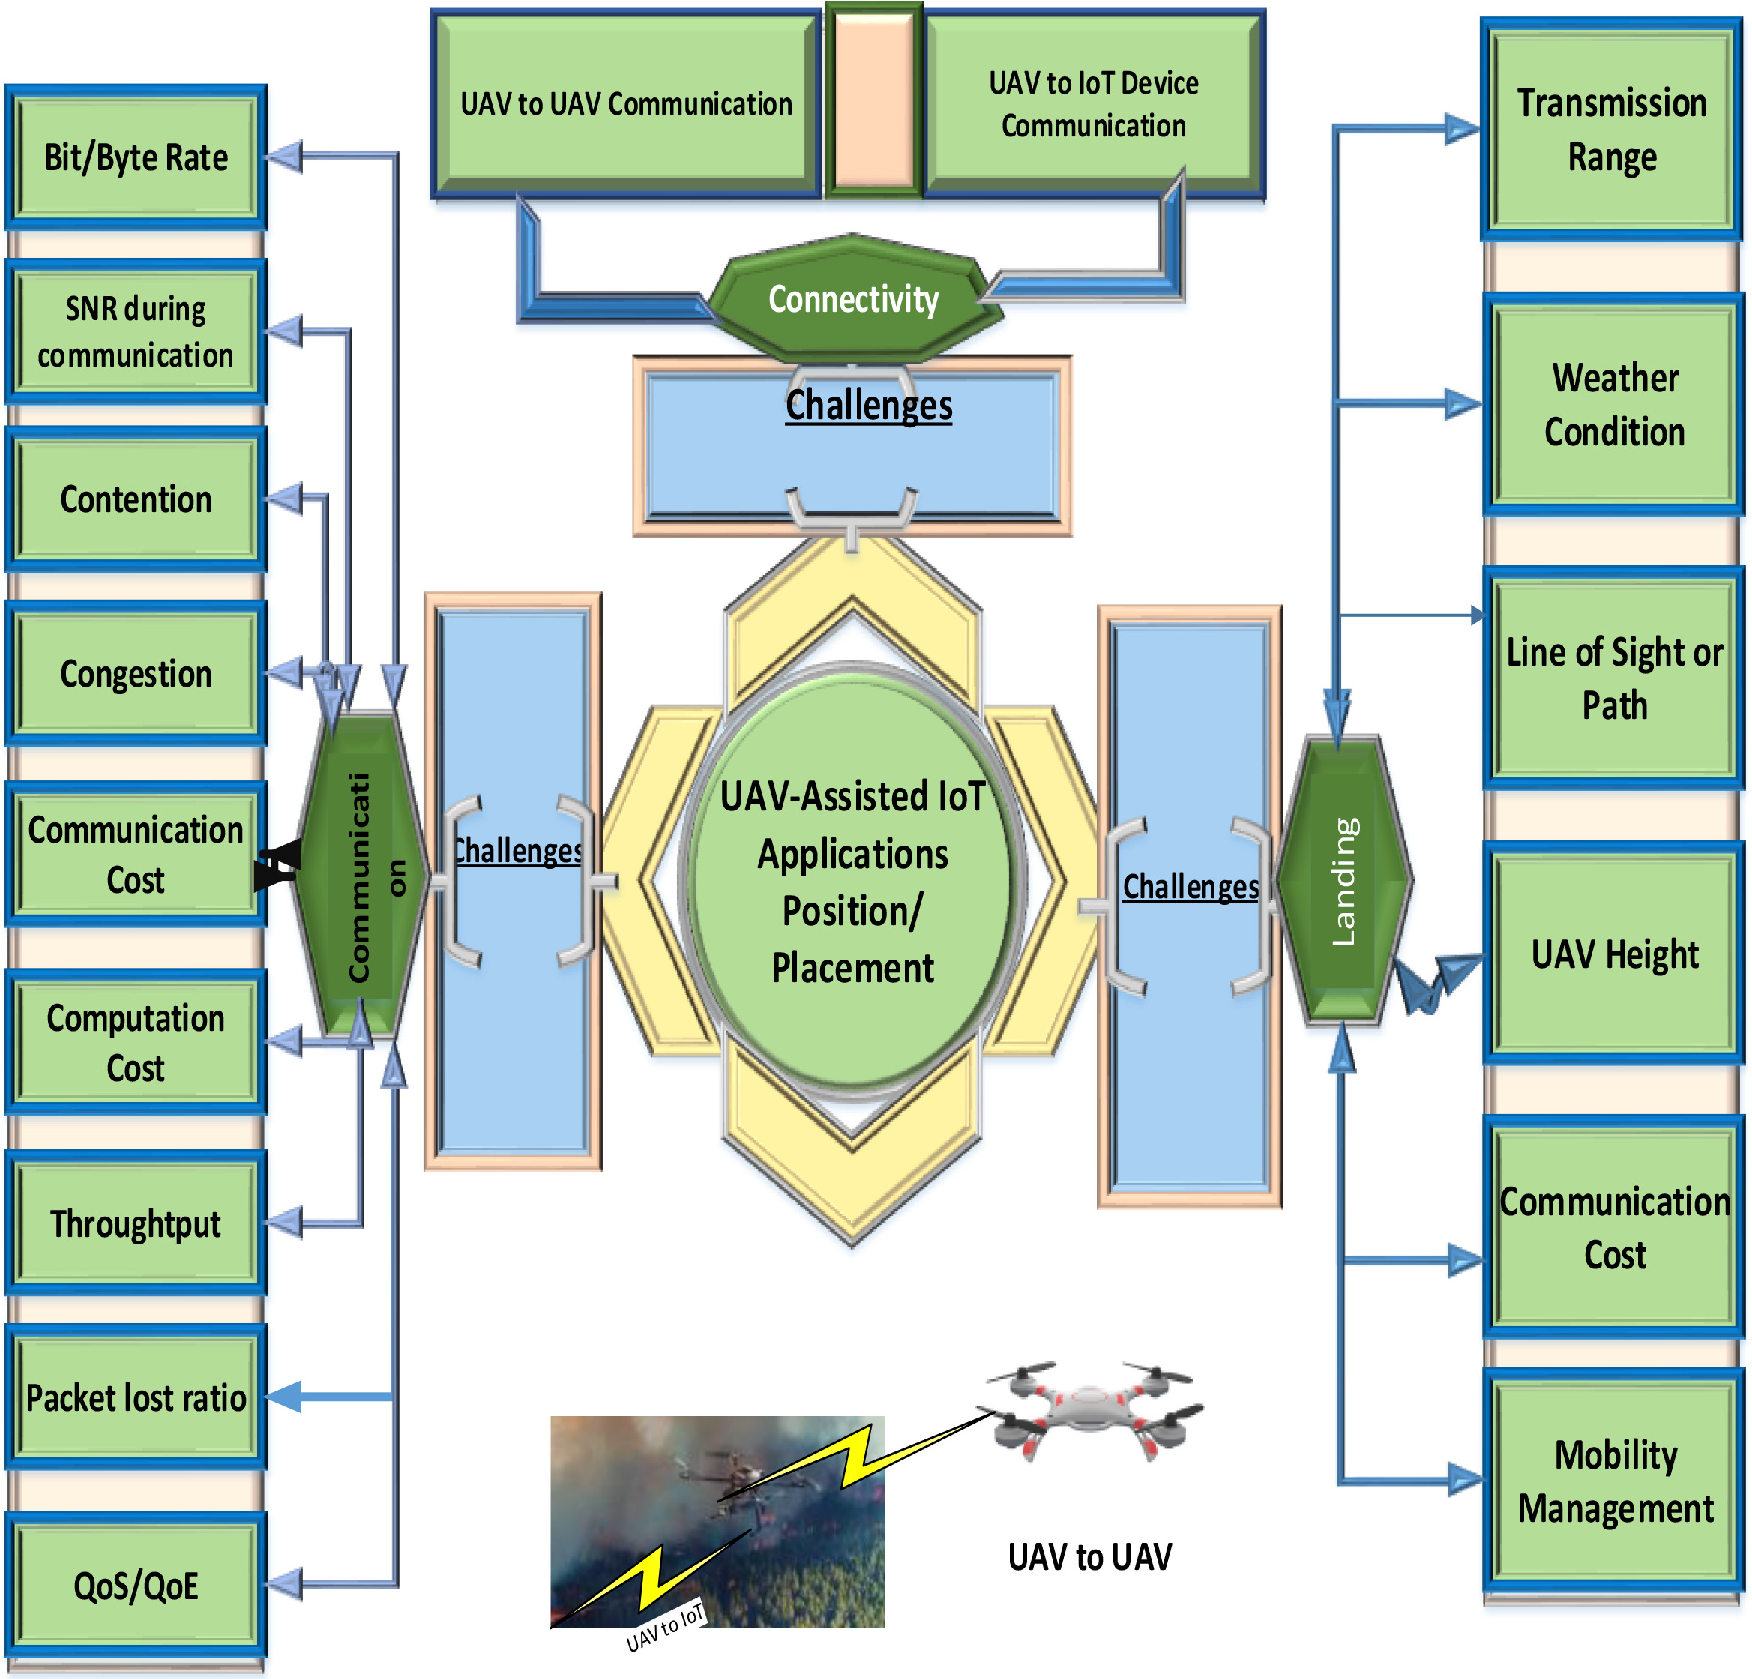 UAV to UAV Communication
UAV to IoT Device
Communication
Connectivity
Challenges
Bit/Byte Rate
SNR during
communication
Contention
Congestion
Communication
Cost
Computation
Cost
Throughtput
Packet lost ratio
QoS/QoE
Communicati
on
Challenges
UAV-Assisted IoT
Applications
Position/
Placement
Challenges
Landing
Transmission
Range
Weather
Condition
Line of Sight or
Path
UAV Height
Communication
Cost
Mobility
Management
UAV to UAV
UAV to IoT